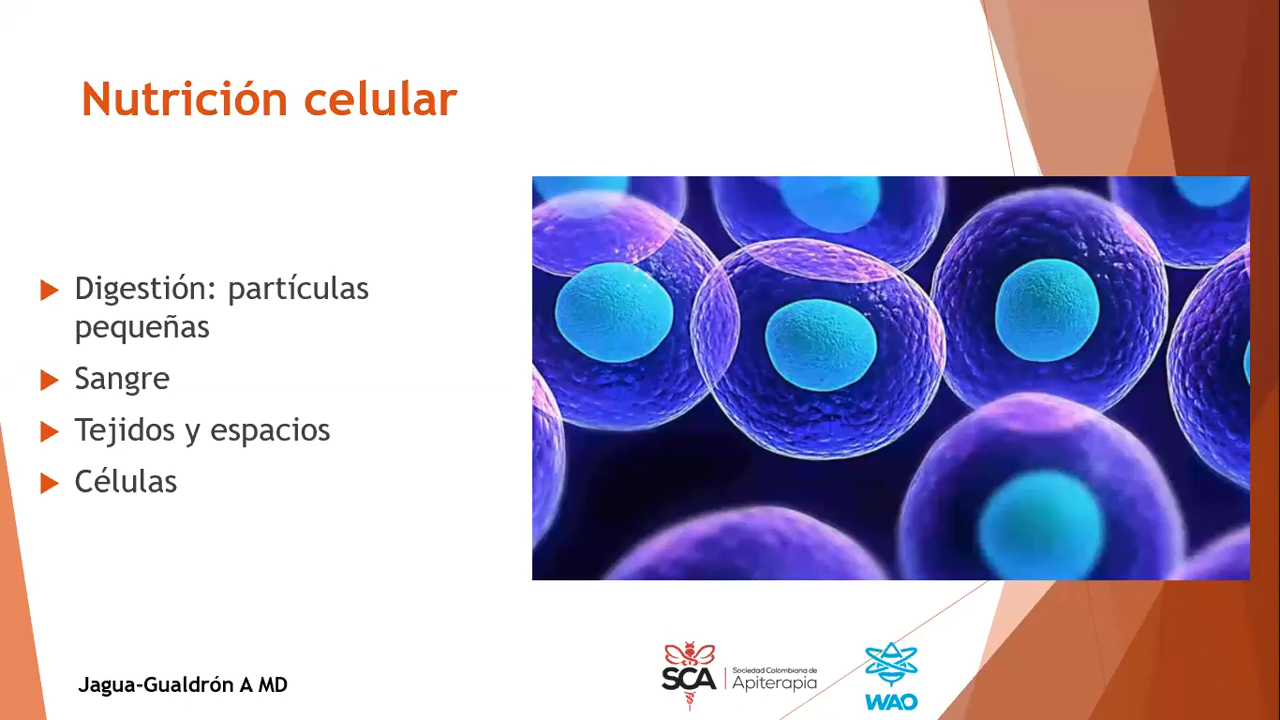 Nutrición celular
Digestión: partículas
pequeñas
Sangre
Tejidos y espacios
Células
Jagua-Gualdrón A MD
SCA
Sociedad Colombiana de
Apiterapia
WAO